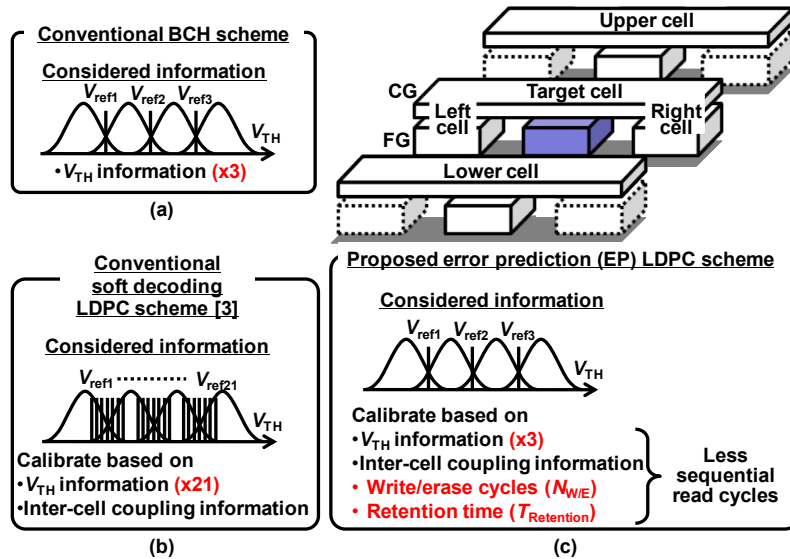 Conventional BCH scheme
Considered information
Vref1 Vref2 Vref3
VTH
•VTH information (x3)
(a)
Upper cell
CG Target cell
Left cell
Right cell
FG
Lower cell
Conventional
soft decoding
LDPC scheme [3]
Considered information
Vref1 Vref21
VTH
Calibrate based on
•VTH information (x21)
•Inter-cell coupling information
(b)
Proposed error prediction (EP) LDPC scheme
Considered information
Vref1 Vref2 Vref3
VTH
Calibrate based on
•VTH information (x3)
•Inter-cell coupling information
•Write/erase cycles (NW/E)
•Retention time (TRetention)
Less
sequential
read cycles
(c)